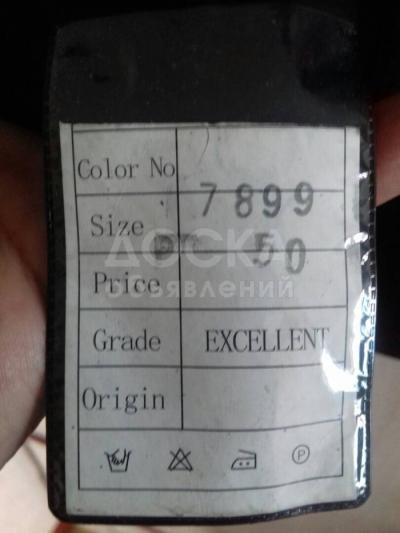 Color No
7899
Size
50
ДОСКА
объявлений
Price
Grade EXCELLENT
Origin
P